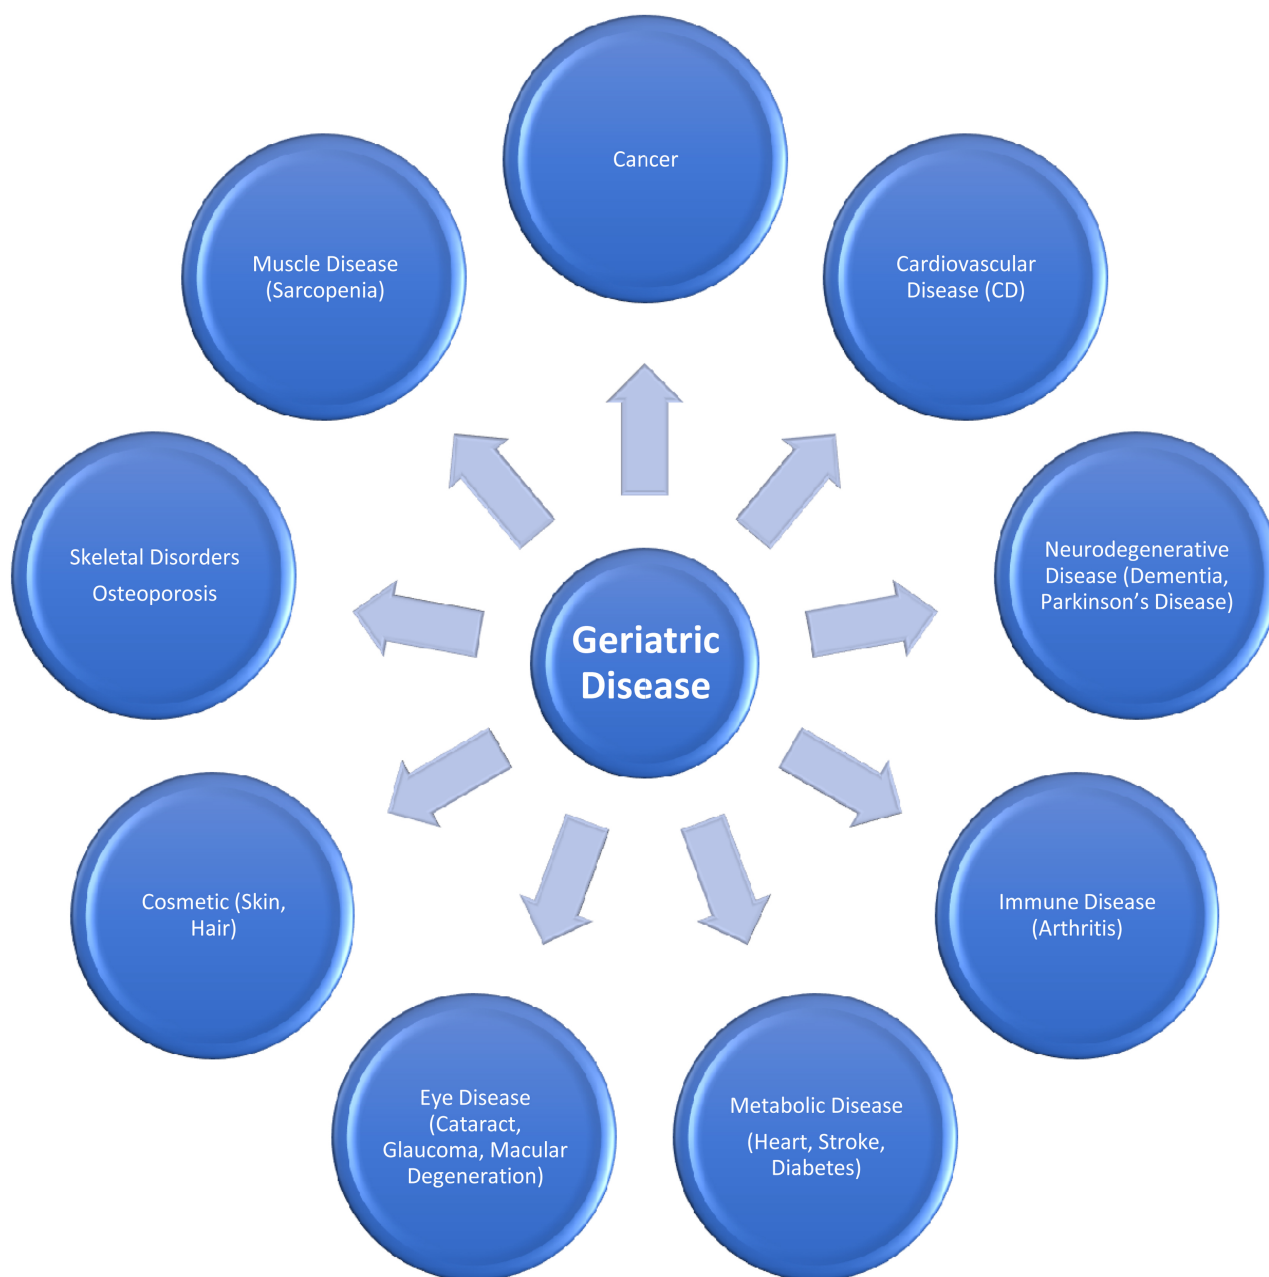 Cancer
Cardiovascular
Disease (CD)
Neurodegenerative
Disease (Dementia,
Parkinson’s Disease)
Immune Disease
(Arthritis)
Metabolic Disease
(Heart, Stroke,
Diabetes)
Eye Disease
(Cataract,
Glaucoma, Macular
Degeneration)
Cosmetic (Skin,
Hair)
Skeletal Disorders
Osteoporosis
Muscle Disease
(Sarcopenia)
Geriatric
Disease